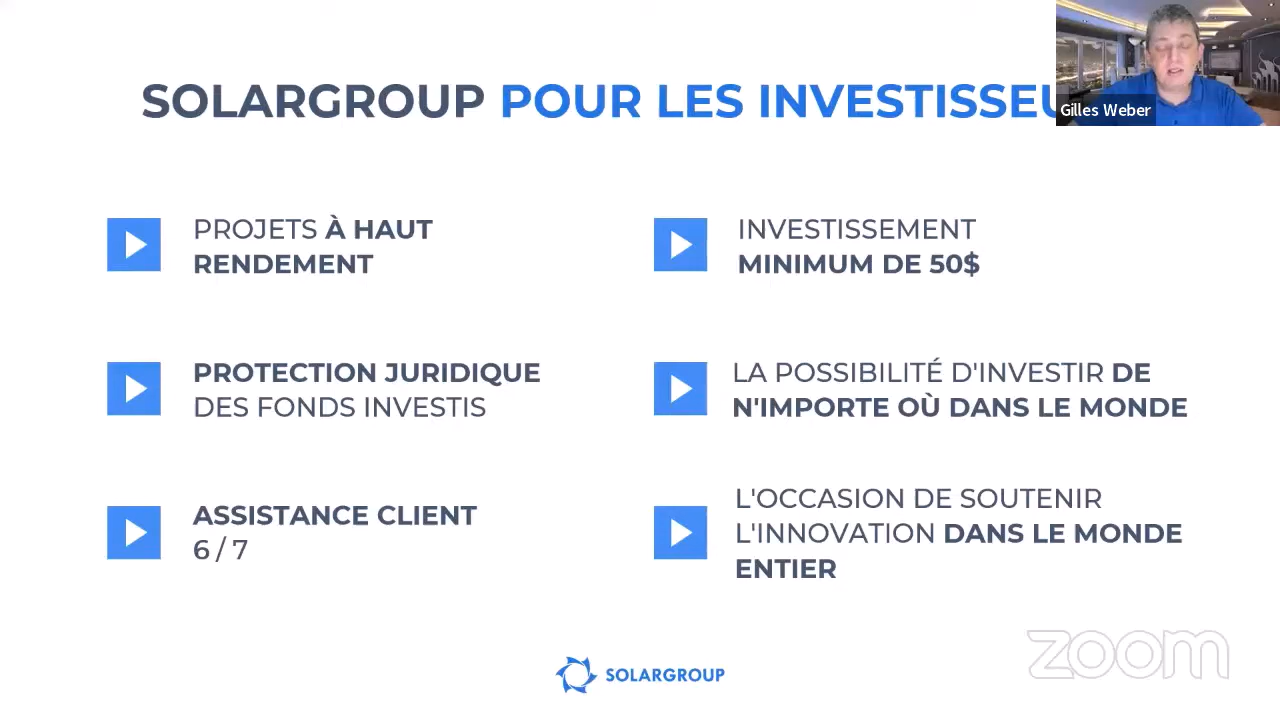 SOLARGROUP POUR LES INVESTISSEU
Gilles Weber
PROJETS À HAUT
RENDEMENT
INVESTISSEMENT
MINIMUM DE 50$
PROTECTION JURIDIQUE
DES FONDS INVESTIS
LA POSSIBILITÉ D'INVESTIR DE
N'IMPORTE OÙ DANS LE MONDE
ASSISTANCE CLIENT
6 / 7
L'OCCASION DE SOUTENIR
L'INNOVATION DANS LE MONDE
ENTIER
SOLARGROUP
zoom